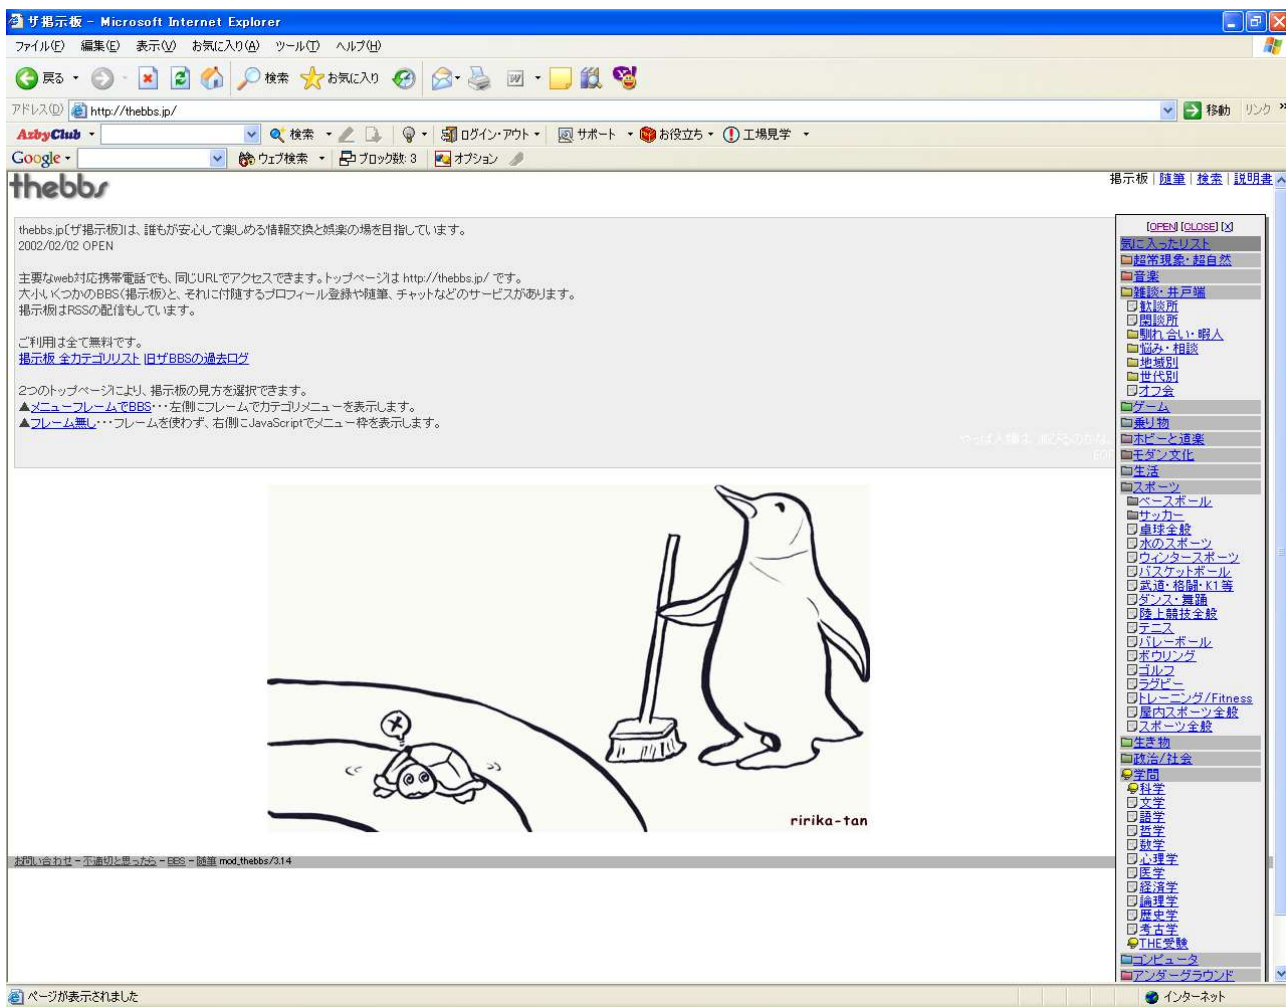 ザ掲示板 - Microsoft Internet Explorer
ファイル(F) 編集(E) 表示(V) お気に入り(A) ツール(T) ヘルプ(H)
戻る 検索 お気に入り
アドレス(D) http://thebbs.jp/ 移動 リンク »
AzbyClub 検索 ログイン・アウト サポート お役立ち 工場見学
Google ウェブ検索 ブロック数: 3 オプション
thebbs
掲示板 | 随筆 | 検索 | 説明書
thebbs.jp[ザ掲示板]は、誰もが安心して楽しめる情報交換と娯楽の場を目指しています。
2002/02/02 OPEN
主要なweb対応携帯電話でも、同じURLでアクセスできます。トップページは http://thebbs.jp/ です。
大小いくつかのBBS(掲示板)と、それに付随するプロフィール登録や随筆、チャットなどのサービスがあります。
掲示板はRSSの配信もしています。
ご利用は全て無料です。
掲示板 全カテゴリリスト 旧ザBBSの過去ログ
2つのトップページにより、掲示板の見方を選択できます。
▲メニューフレームでBBS・・・左側にフレームでカテゴリメニューを表示します。
▲フレーム無し・・・フレームを使わず、右側にJavaScriptでメニュー枠を表示します。
ririka-tan
お問い合わせ - 不適切と思ったら - BBS - 随筆 mod_thebbs/3.14
[OPEN] [CLOSE] [X]
気に入ったリスト
超常現象・超自然
音楽
雑談・井戸端
歓談所
閑談所
馴れ合い・暇人
悩み・相談
地域別
世代別
オフ会
ゲーム
乗り物
ホビーと道楽
モダン文化
生活
スポーツ
ベースボール
サッカー
卓球全般
水のスポーツ
ウィンタースポーツ
バスケットボール
武道・格闘・K1等
ダンス・舞踊
陸上競技全般
テニス
バレーボール
ボウリング
ゴルフ
ラグビー
トレーニング/Fitness
屋内スポーツ全般
スポーツ全般
生き物
政治/社会
学問
科学
文学
語学
哲学
数学
心理学
医学
経済学
論理学
歴史学
考古学
THE受験
コンピュータ
アンダーグラウンド
ページが表示されました
インターネット